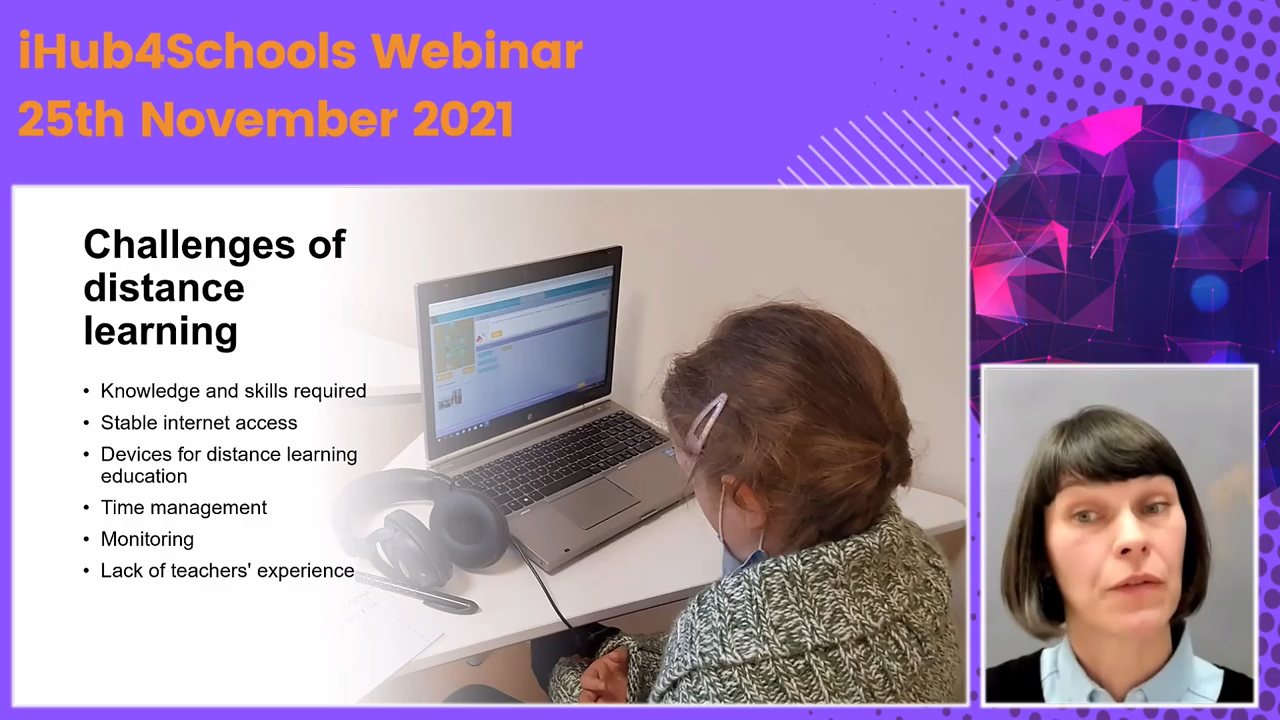 iHub4Schools Webinar
25th November 2021
Challenges of
distance
learning
• Knowledge and skills required
• Stable internet access
• Devices for distance learning
education
• Time management
• Monitoring
• Lack of teachers' experience